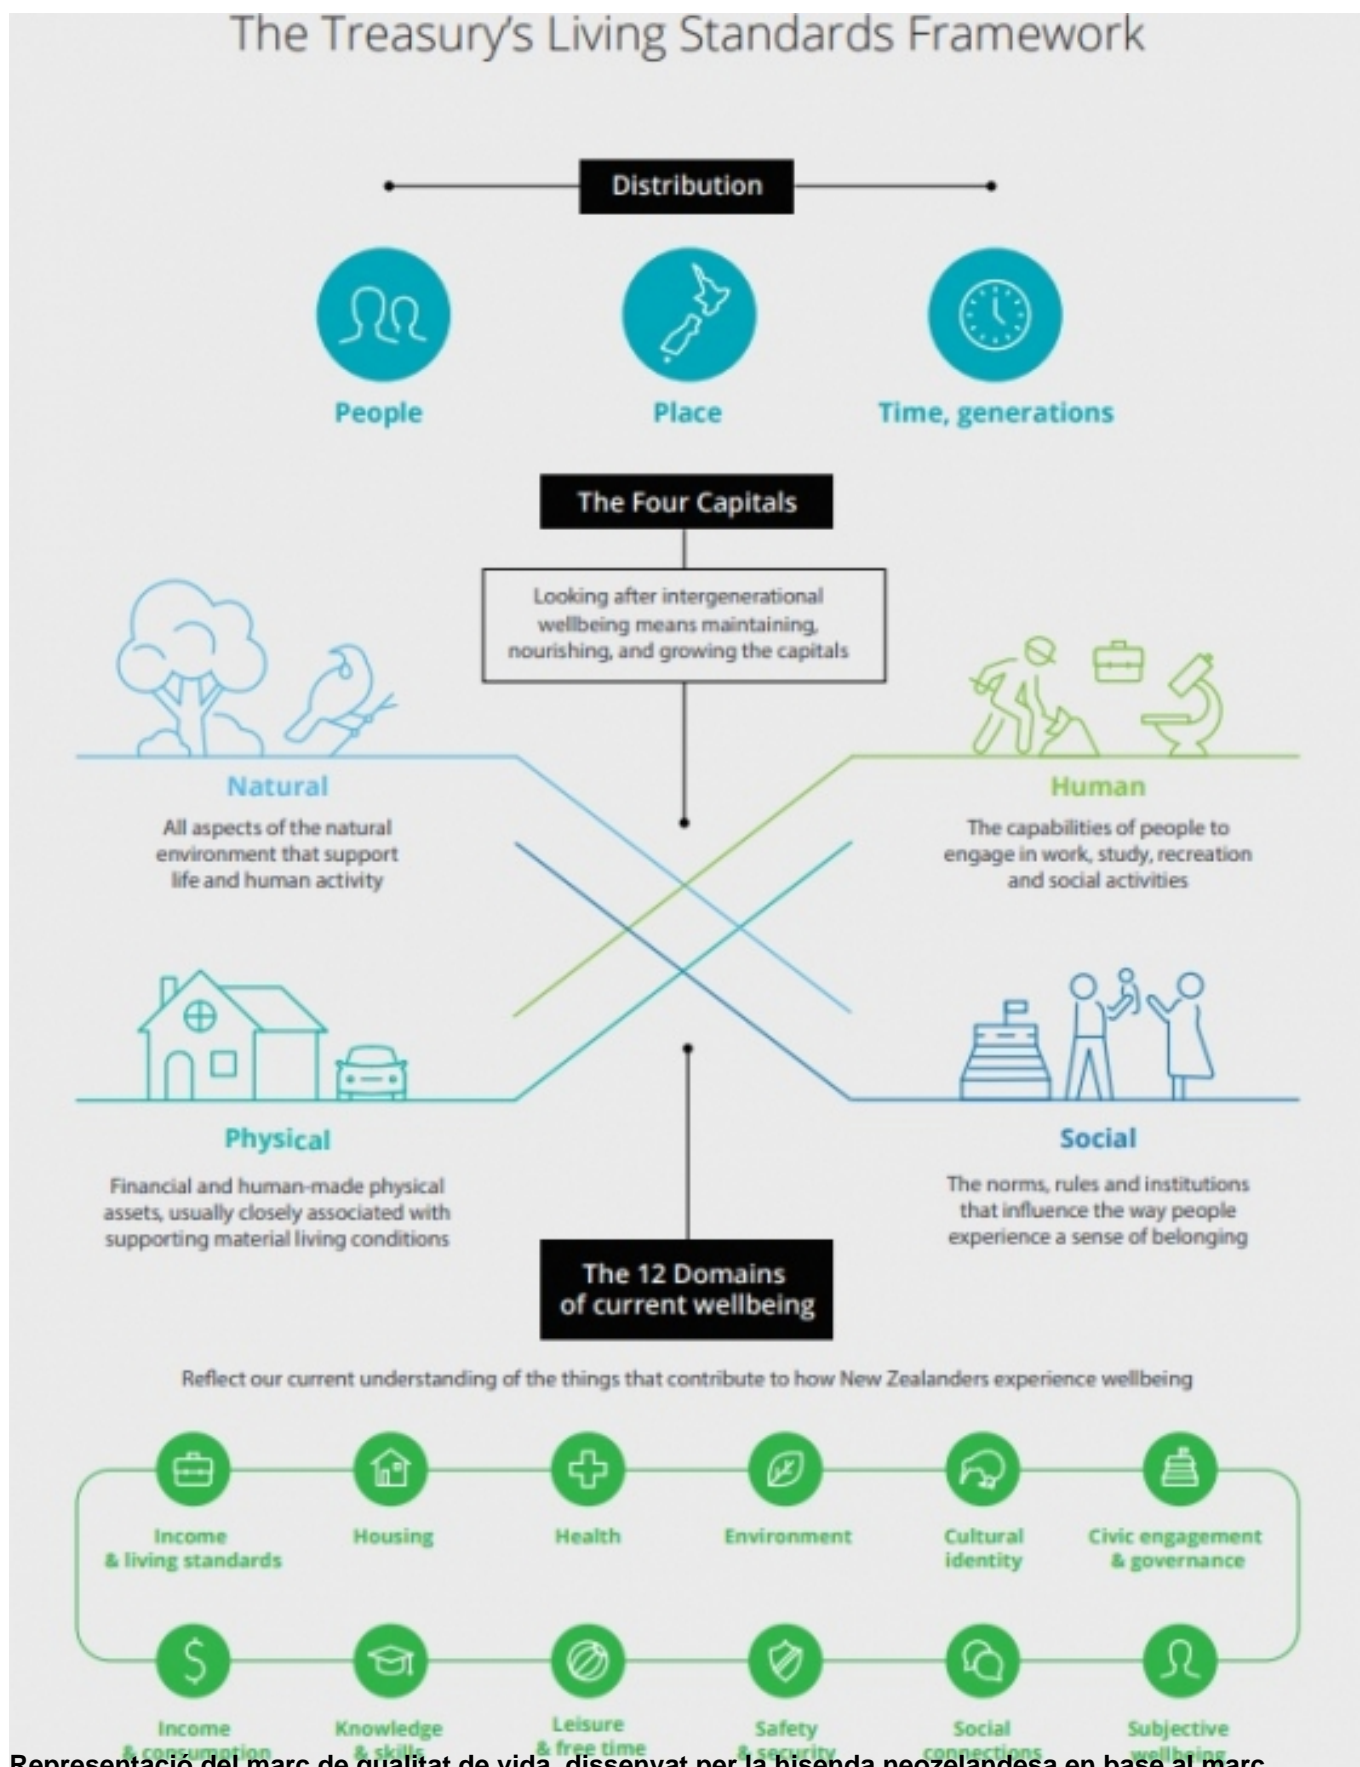 The Treasury's Living Standards Framework
Distribution
People
Place
Time, generations
The Four Capitals
Looking after intergenerational
wellbeing means maintaining,
nourishing, and growing the capitals
Natural
All aspects of the natural
environment that support
life and human activity
Human
The capabilities of people to
engage in work, study, recreation
and social activities
Physical
Financial and human-made physical
assets, usually closely associated with
supporting material living conditions
Social
The norms, rules and institutions
that influence the way people
experience a sense of belonging
The 12 Domains
of current wellbeing
Reflect our current understanding of the things that contribute to how New Zealanders experience wellbeing
Income
& living standards
Housing
Health
Environment
Cultural
identity
Civic engagement
& governance
Income
& consumption
Knowledge
& skills
Leisure
& free time
Safety
& security
Social
connections
Subjective
wellbeing
Representació del marc de qualitat de vida, dissenyat per la hisenda neozelandesa en base al marc